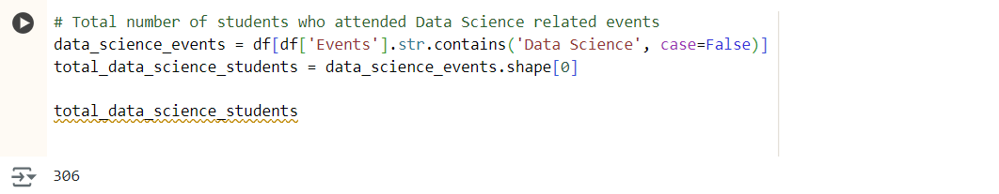 # Total number of students who attended Data Science related events
data_science_events = df[df['Events'].str.contains('Data Science', case=False)]
total_data_science_students = data_science_events.shape[0]
total_data_science_students
306